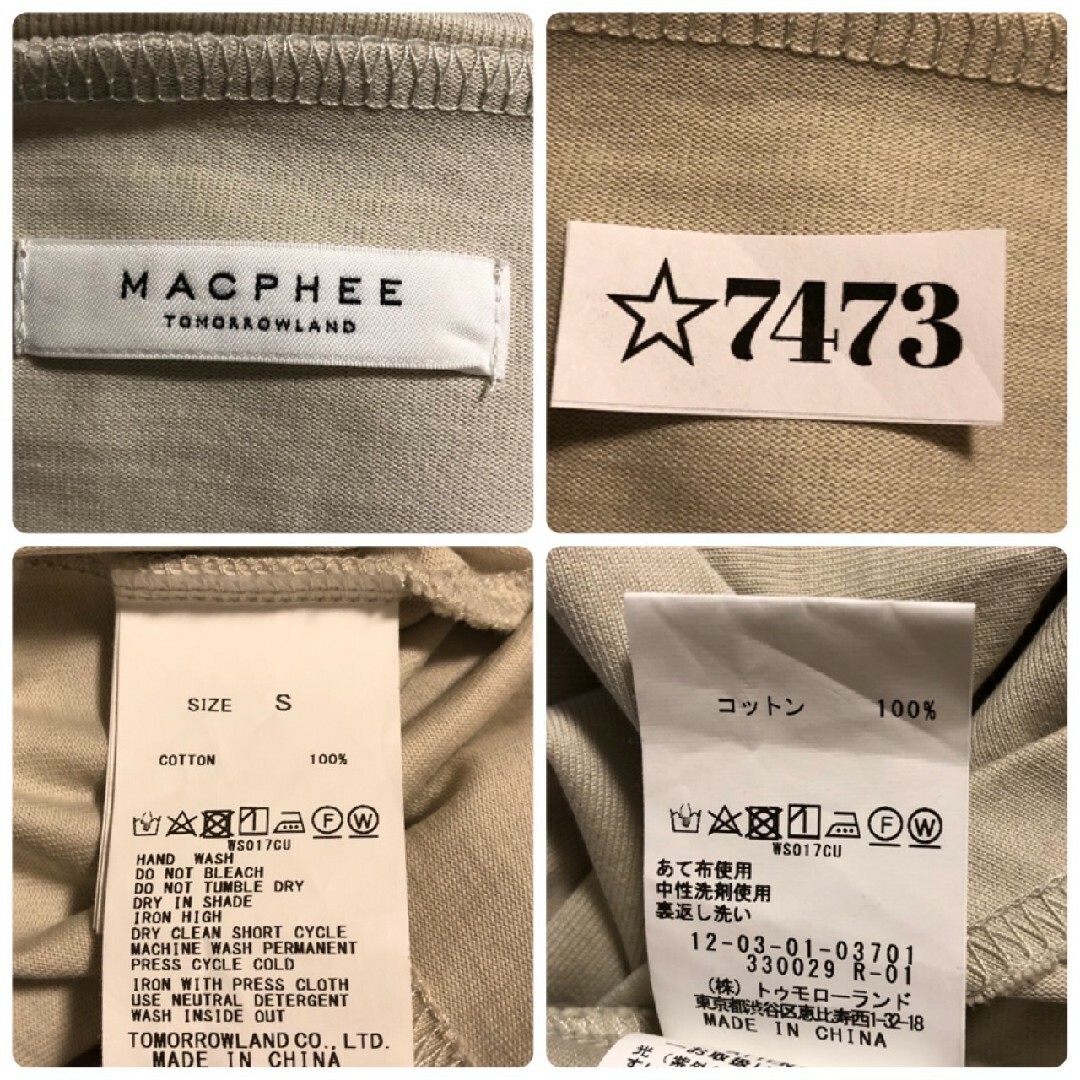 MACPHEE
TOMORROWLAND
☆7473
SIZE S
COTTON 100%
WS017CU
HAND WASH
DO NOT BLEACH
DO NOT TUMBLE DRY
DRY IN SHADE
IRON HIGH
DRY CLEAN SHORT CYCLE
MACHINE WASH PERMANENT
PRESS CYCLE COLD
IRON WITH PRESS CLOTH
USE NEUTRAL DETERGENT
WASH INSIDE OUT
TOMORROWLAND CO., LTD.
MADE IN CHINA
コットン 100%
WS017CU
あて布使用
中性洗剤使用
裏返し洗い
12-03-01-03701
330029 R-01
(株) トゥモローランド
東京都渋谷区恵比寿西1-32-18
MADE IN CHINA